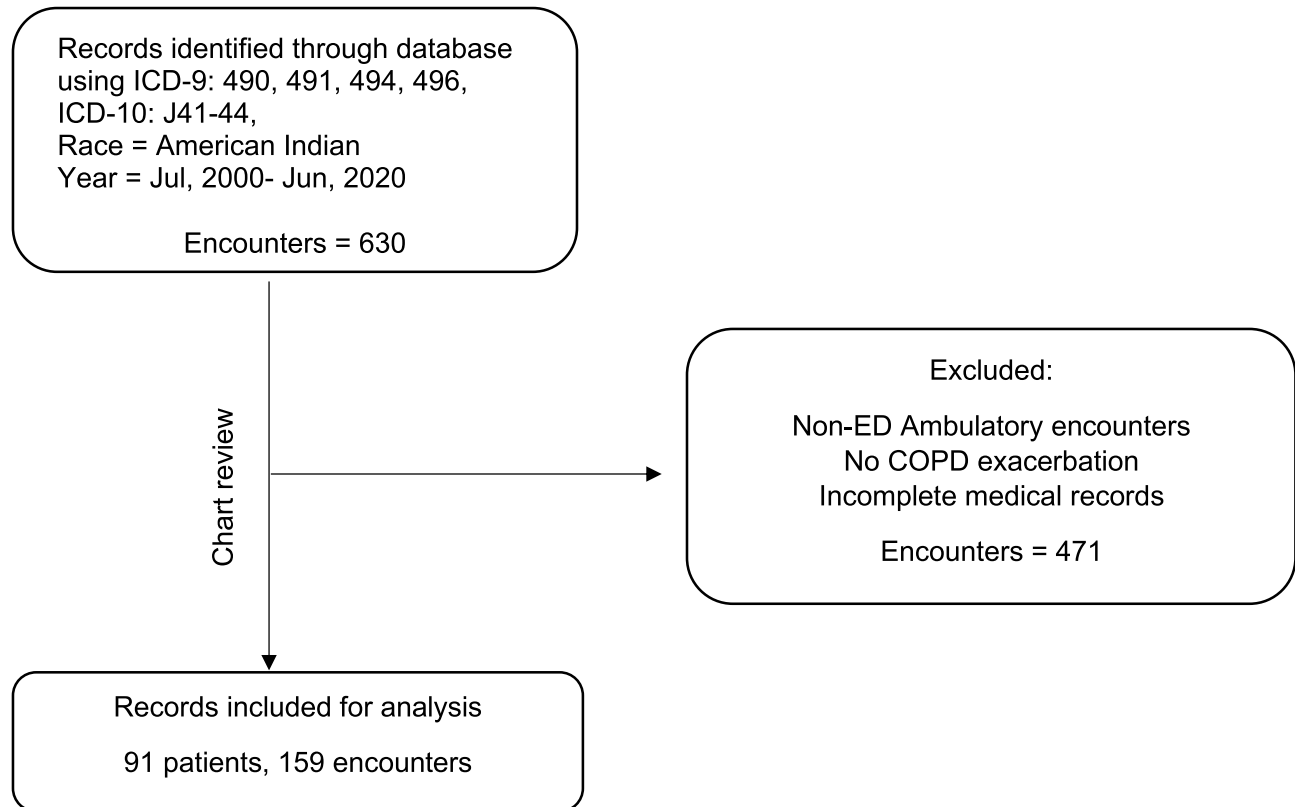 Records identified through database
using ICD-9: 490, 491, 494, 496,
ICD-10: J41-44,
Race = American Indian
Year = Jul, 2000- Jun, 2020
Encounters = 630
Chart review
Excluded:
Non-ED Ambulatory encounters
No COPD exacerbation
Incomplete medical records
Encounters = 471
Records included for analysis
91 patients, 159 encounters